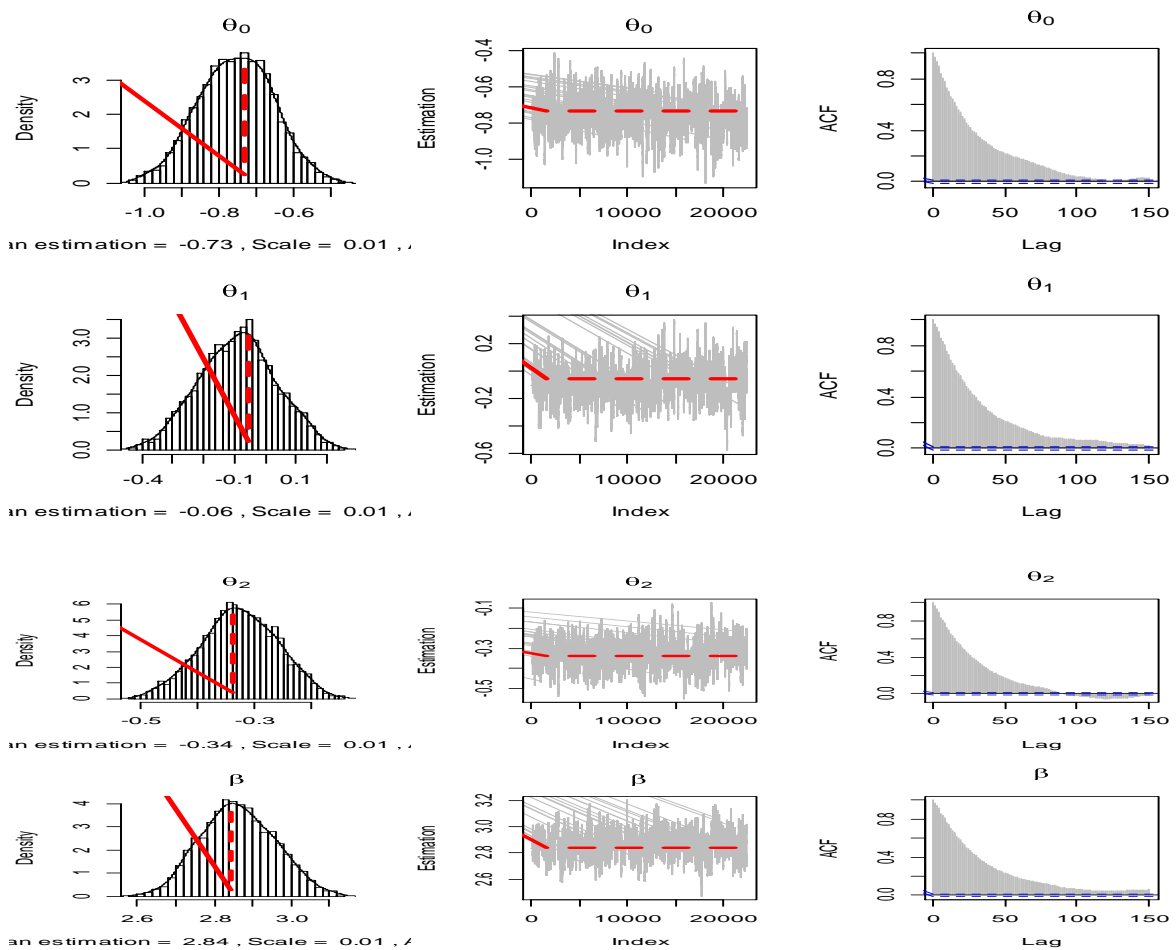 θ0 θ0 θ0
Density Estimation ACF
0 1 2 3 -1.0 -0.8 -0.6 -0.4 0.0 0.4 0.8
-1.0 -0.8 -0.6 0 10000 20000 0 50 100 150
an estimation = -0.73 , Scale = 0.01 , Index Lag
θ1 θ1 θ1
Density Estimation ACF
0.0 1.0 2.0 3.0 -0.6 -0.2 0.2 0.0 0.4 0.8
-0.4 -0.1 0.1 0 10000 20000 0 50 100 150
an estimation = -0.06 , Scale = 0.01 , Index Lag
θ2 θ2 θ2
Density Estimation ACF
0 1 2 3 4 5 6 -0.5 -0.3 -0.1 0.0 0.4 0.8
-0.5 -0.3 0 10000 20000 0 50 100 150
an estimation = -0.34 , Scale = 0.01 , Index Lag
β β β
Density Estimation ACF
0 1 2 3 4 2.6 2.8 3.0 3.2 0.0 0.4 0.8
2.6 2.8 3.0 0 10000 20000 0 50 100 150
an estimation = 2.84 , Scale = 0.01 , Index Lag